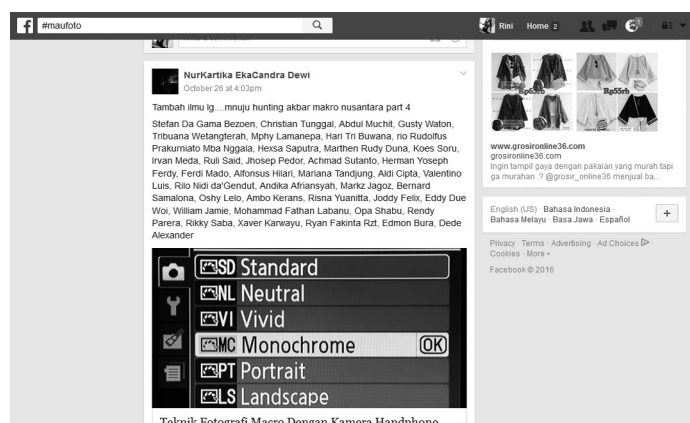 #maufoto
Rini Home 2
NurKartika EkaCandra Dewi
October 26 at 4:03pm
Tambah ilmu lg....mnuju hunting akbar makro nusantara part 4
Stefan Da Gama Bezoen, Christian Tunggal, Abdul Muchit, Gusty Waton,
Tribuana Wetangterah, Mphy Lamanepa, Hari Tri Buwana, rio Rudolfus
Prakurniato Mba Nggala, Hexsa Saputra, Marthen Rudy Duna, Koes Soru,
Irvan Meda, Ruli Said, Jhosep Pedor, Achmad Sutanto, Herman Yoseph
Ferdy, Ferdi Mado, Alfonsus Hilari, Mariana Tandjung, Aldi Cipta, Valentino
Luis, Rilo Nidi da'Gendut, Andika Afriansyah, Markz Jagoz, Bernard
Samalona, Oshy Lelo, Ambo Kerans, Risna Yuanitta, Joddy Felix, Eddy Due
Woi, William Jamie, Mohammad Fathan Labanu, Opa Shabu, Rendy
Parera, Rikky Saba, Xaver Karwayu, Ryan Fakinta Rzt, Edmon Bura, Dede
Alexander
SD Standard
NL Neutral
VI Vivid
MC Monochrome OK
PT Portrait
LS Landscape
Teknik Fotografi Macro Dengan Kamera Handphone
Rp65rb Rp55rb
www.grosironline36.com
grosironline36.com
Ingin tampil gaya dengan pakaian yang murah tapi
ga murahan .? @grosir_online36 menjual ba...
English (US) · Bahasa Indonesia ·
Bahasa Melayu · Basa Jawa · Español
+
Privacy · Terms · Advertising · Ad Choices
Cookies · More
Facebook © 2016